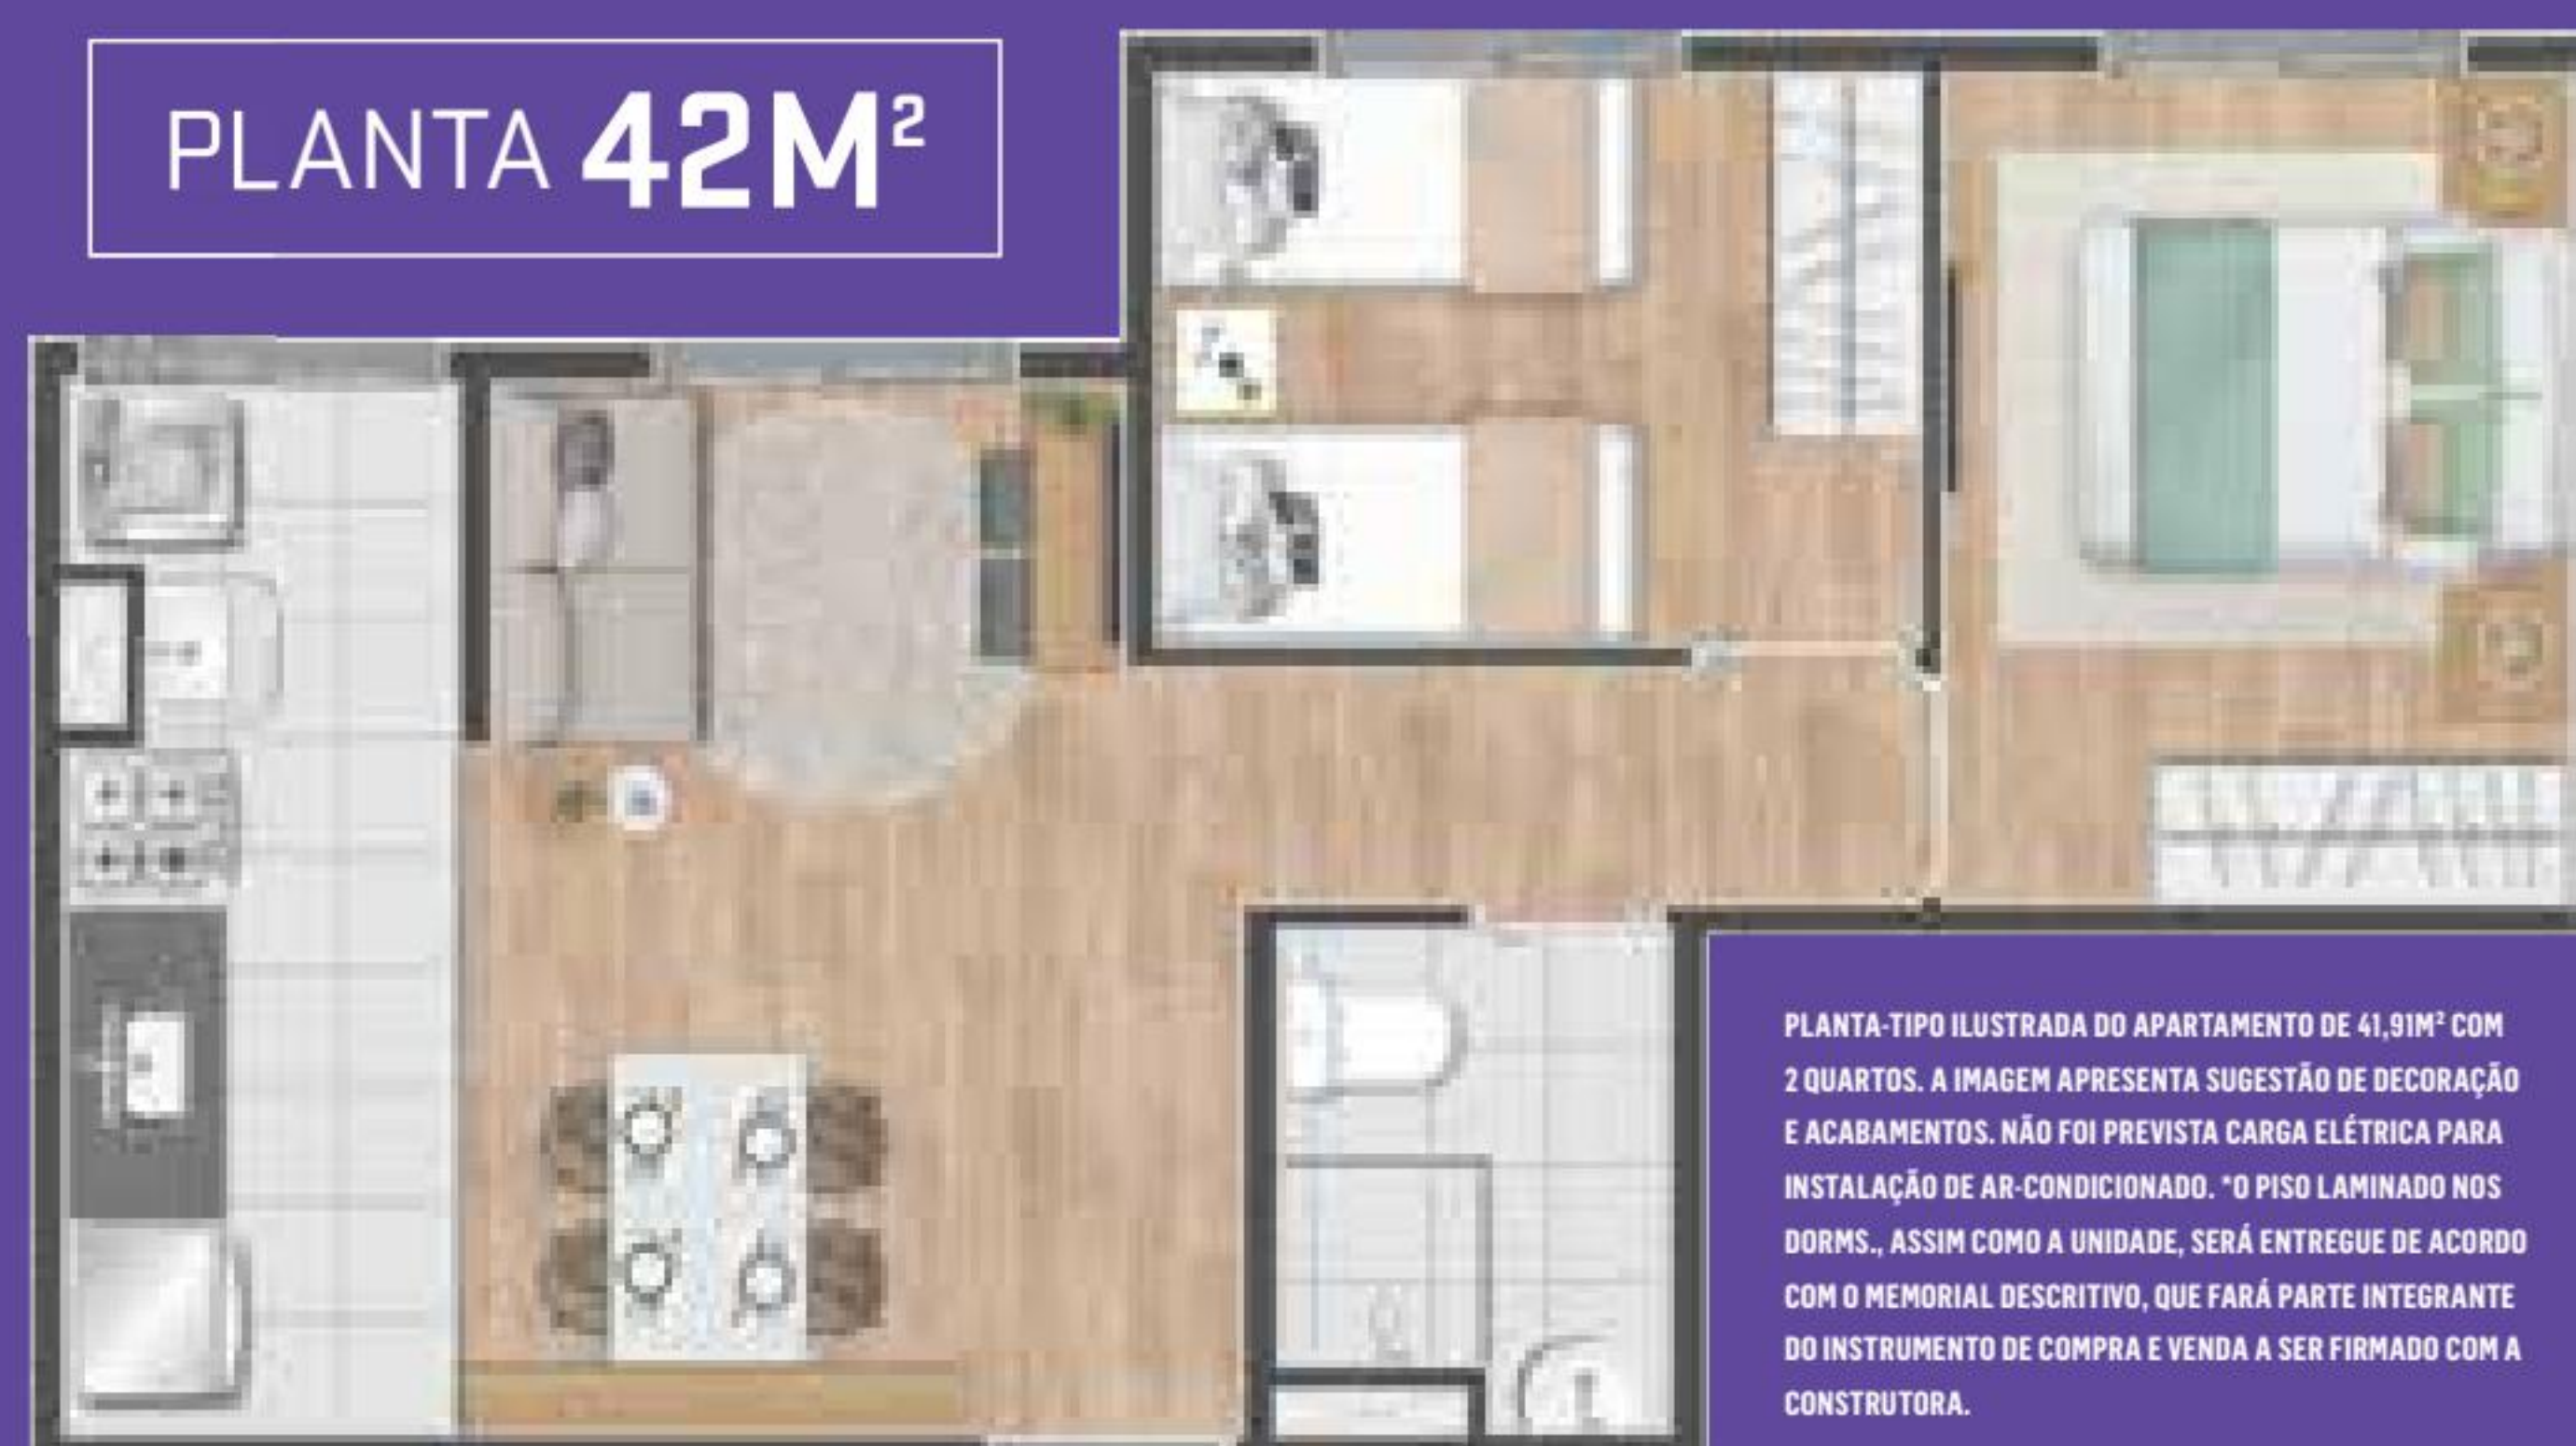 PLANTA 42M²
PLANTA-TIPO ILUSTRADA DO APARTAMENTO DE 41,91M² COM
2 QUARTOS. A IMAGEM APRESENTA SUGESTÃO DE DECORAÇÃO
E ACABAMENTOS. NÃO FOI PREVISTA CARGA ELÉTRICA PARA
INSTALAÇÃO DE AR-CONDICIONADO. *O PISO LAMINADO NOS
DORMS., ASSIM COMO A UNIDADE, SERÁ ENTREGUE DE ACORDO
COM O MEMORIAL DESCRITIVO, QUE FARÁ PARTE INTEGRANTE
DO INSTRUMENTO DE COMPRA E VENDA A SER FIRMADO COM A
CONSTRUTORA.